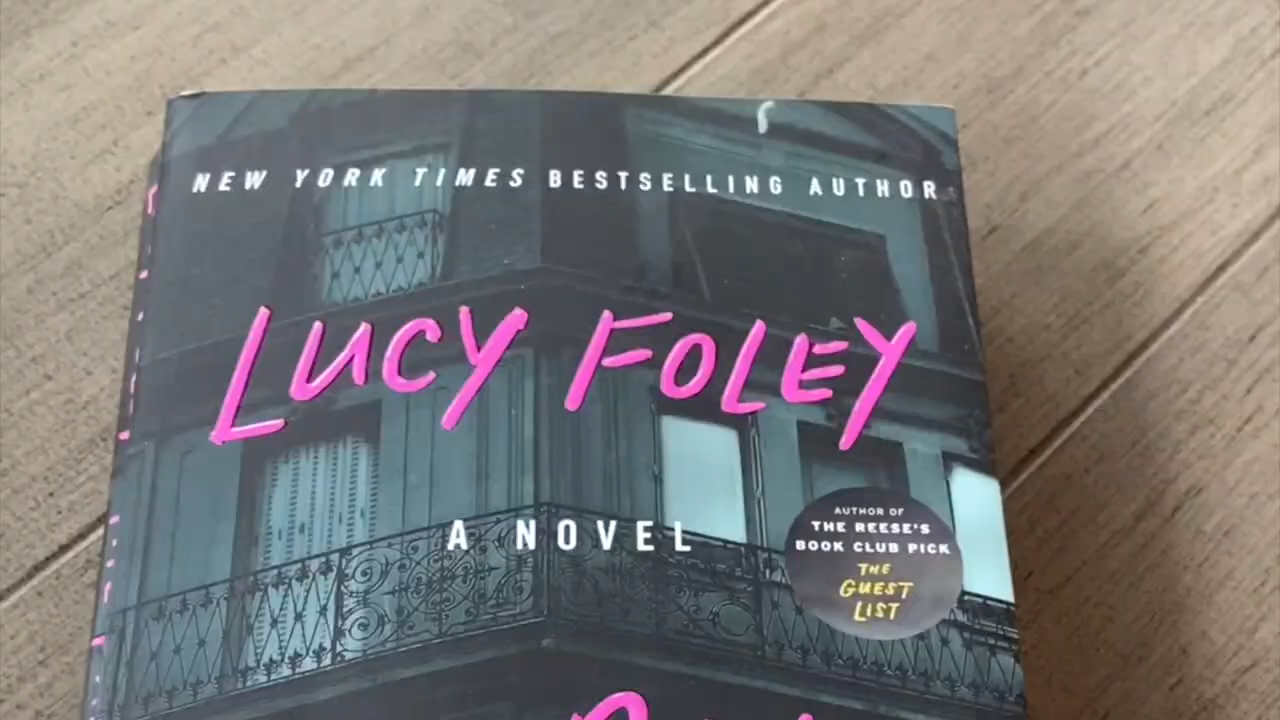 NEW YORK TIMES BESTSELLING AUTHOR
LUCY FOLEY
A NOVEL
AUTHOR OF
THE REESE'S
BOOK CLUB PICK
THE
GUEST
LIST